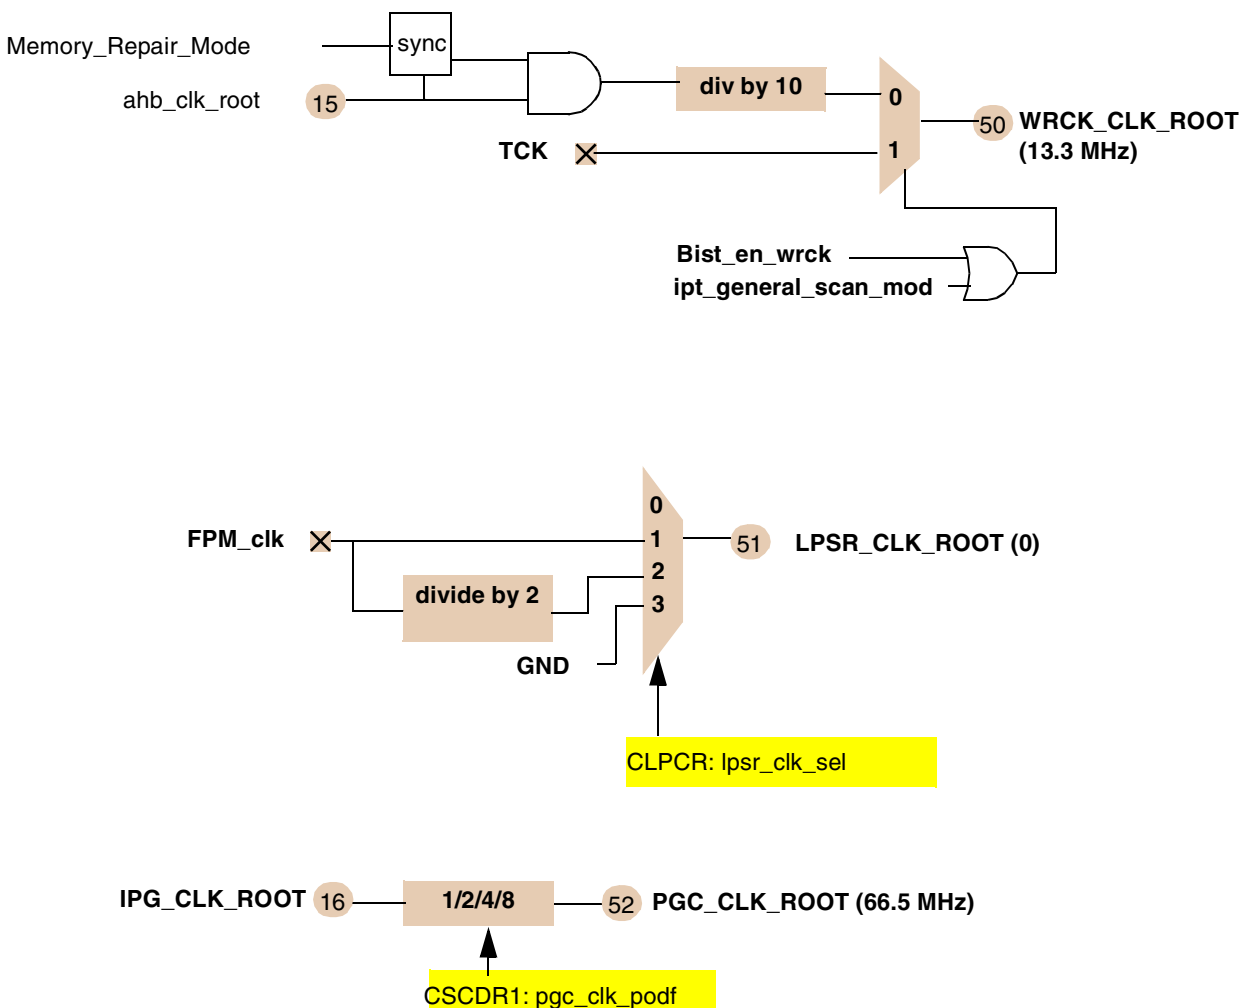 Memory_Repair_Mode
sync
ahb_clk_root
15
div by 10
0
50
WRCK_CLK_ROOT
(13.3 MHz)
TCK
1
Bist_en_wrck
ipt_general_scan_mod
0
FPM_clk
1
51
LPSR_CLK_ROOT (0)
2
divide by 2
3
GND
CLPCR: lpsr_clk_sel
IPG_CLK_ROOT
16
1/2/4/8
52
PGC_CLK_ROOT (66.5 MHz)
CSCDR1: pgc_clk_podf